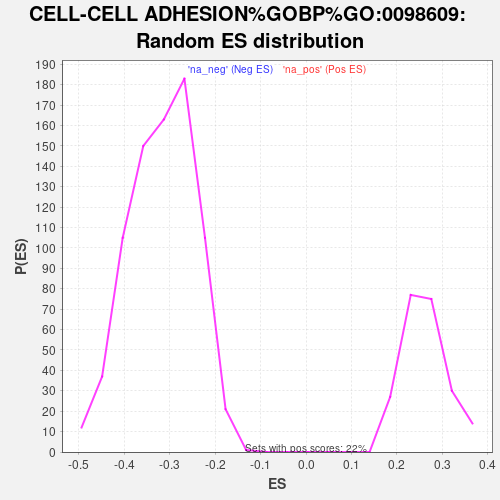 CELL-CELL ADHESION%GOBP%GO:0098609:
Random ES distribution
'na_neg' (Neg ES) 'na_pos' (Pos ES)
190
180
170
160
150
140
130
120
110
100
90
80
70
60
50
40
30
20
10
0
P(ES)
Sets with pos scores: 22%
-0.5 -0.4 -0.3 -0.2 -0.1 0.0 0.1 0.2 0.3 0.4
ES